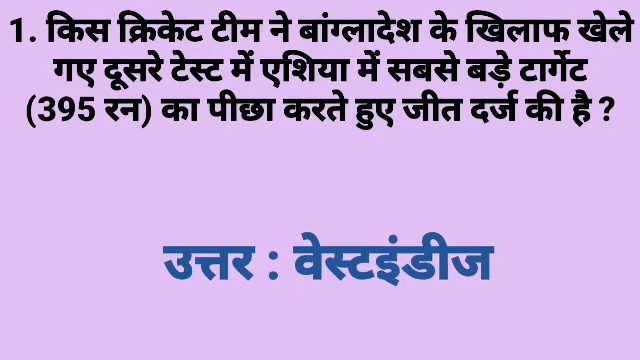 1. किस क्रिकेट टीम ने बांग्लादेश के खिलाफ खेले
गए दूसरे टेस्ट में एशिया में सबसे बड़े टार्गेट
(395 रन) का पीछा करते हुए जीत दर्ज की है ?
उत्तर : वेस्टइंडीज